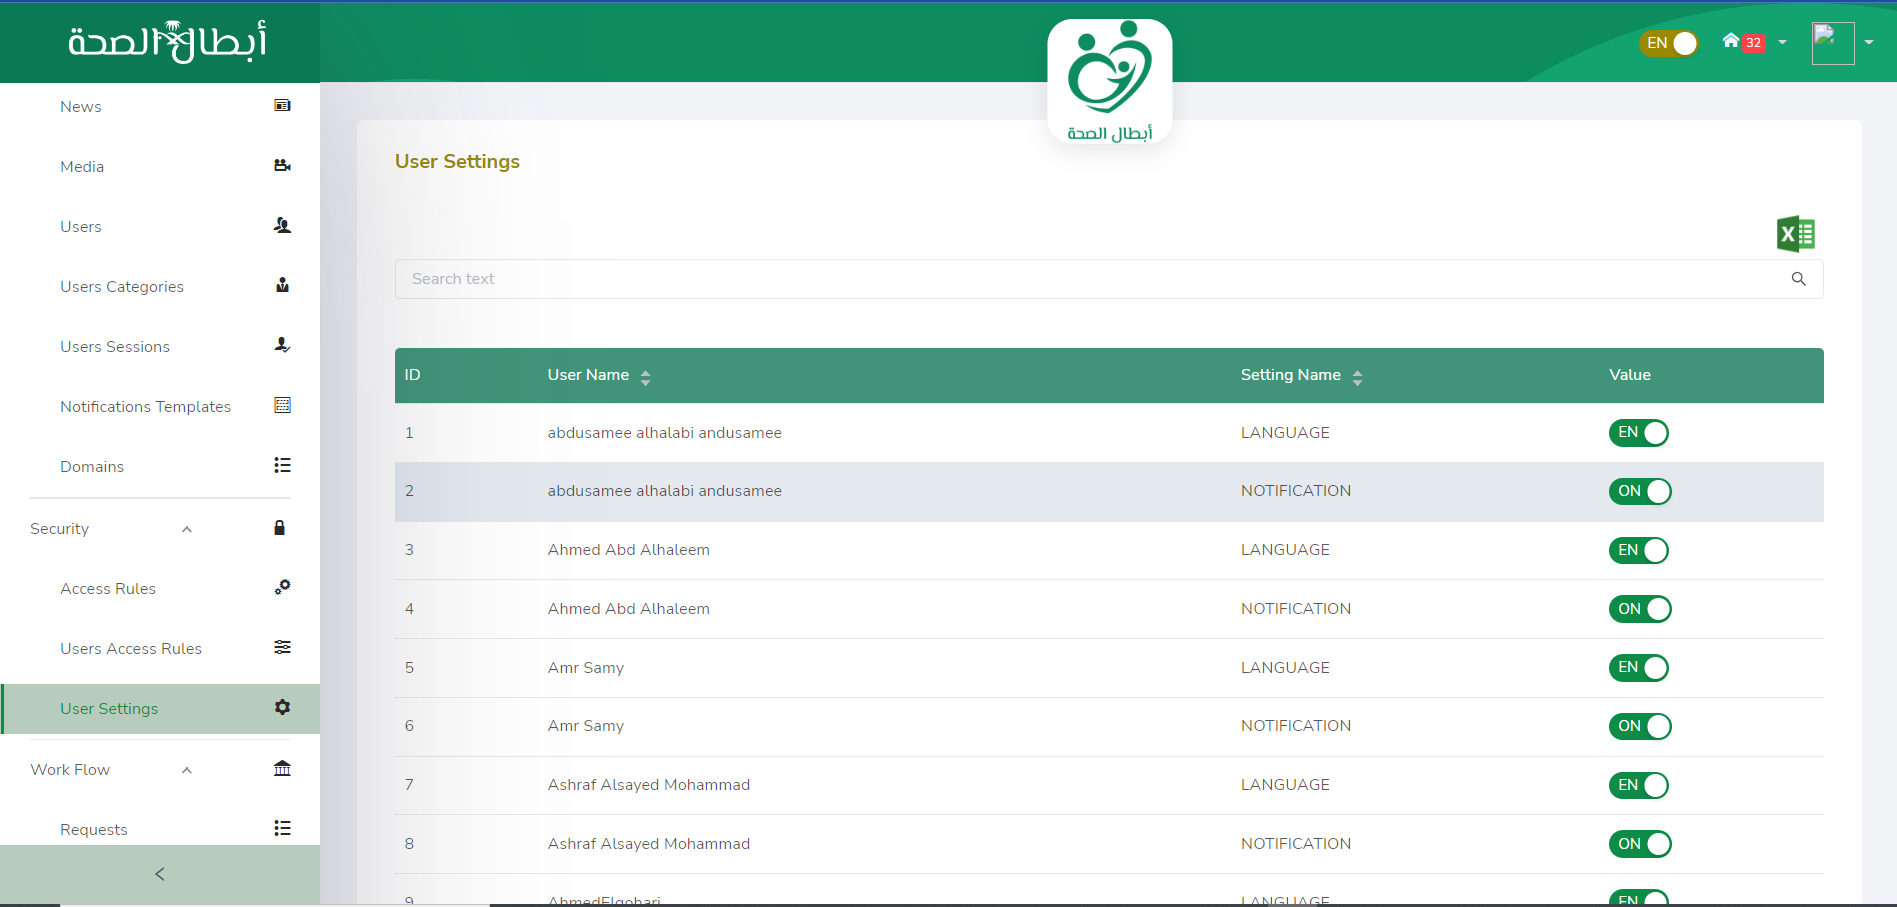 أبطال الصحة
EN
32
أبطال الصحة
News
Media
Users
Users Categories
Users Sessions
Notifications Templates
Domains
Security
Access Rules
Users Access Rules
User Settings
Work Flow
Requests
User Settings
Search text
ID User Name Setting Name Value
1 abdusamee alhalabi andusamee LANGUAGE EN
2 abdusamee alhalabi andusamee NOTIFICATION ON
3 Ahmed Abd Alhaleem LANGUAGE EN
4 Ahmed Abd Alhaleem NOTIFICATION ON
5 Amr Samy LANGUAGE EN
6 Amr Samy NOTIFICATION ON
7 Ashraf Alsayed Mohammad LANGUAGE EN
8 Ashraf Alsayed Mohammad NOTIFICATION ON
9 AhmedElgohari LANGUAGE EN